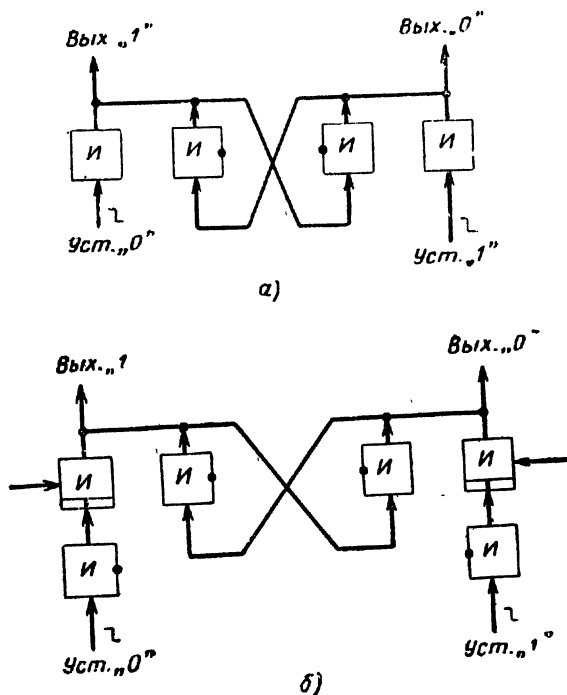 Вых „1" Вых.„0"
И И И И
Уст.„0" Уст.„1"
а)
Вых.„1 Вых.„0"
И И И И
И И
Уст.„0" Уст.„1"
б)